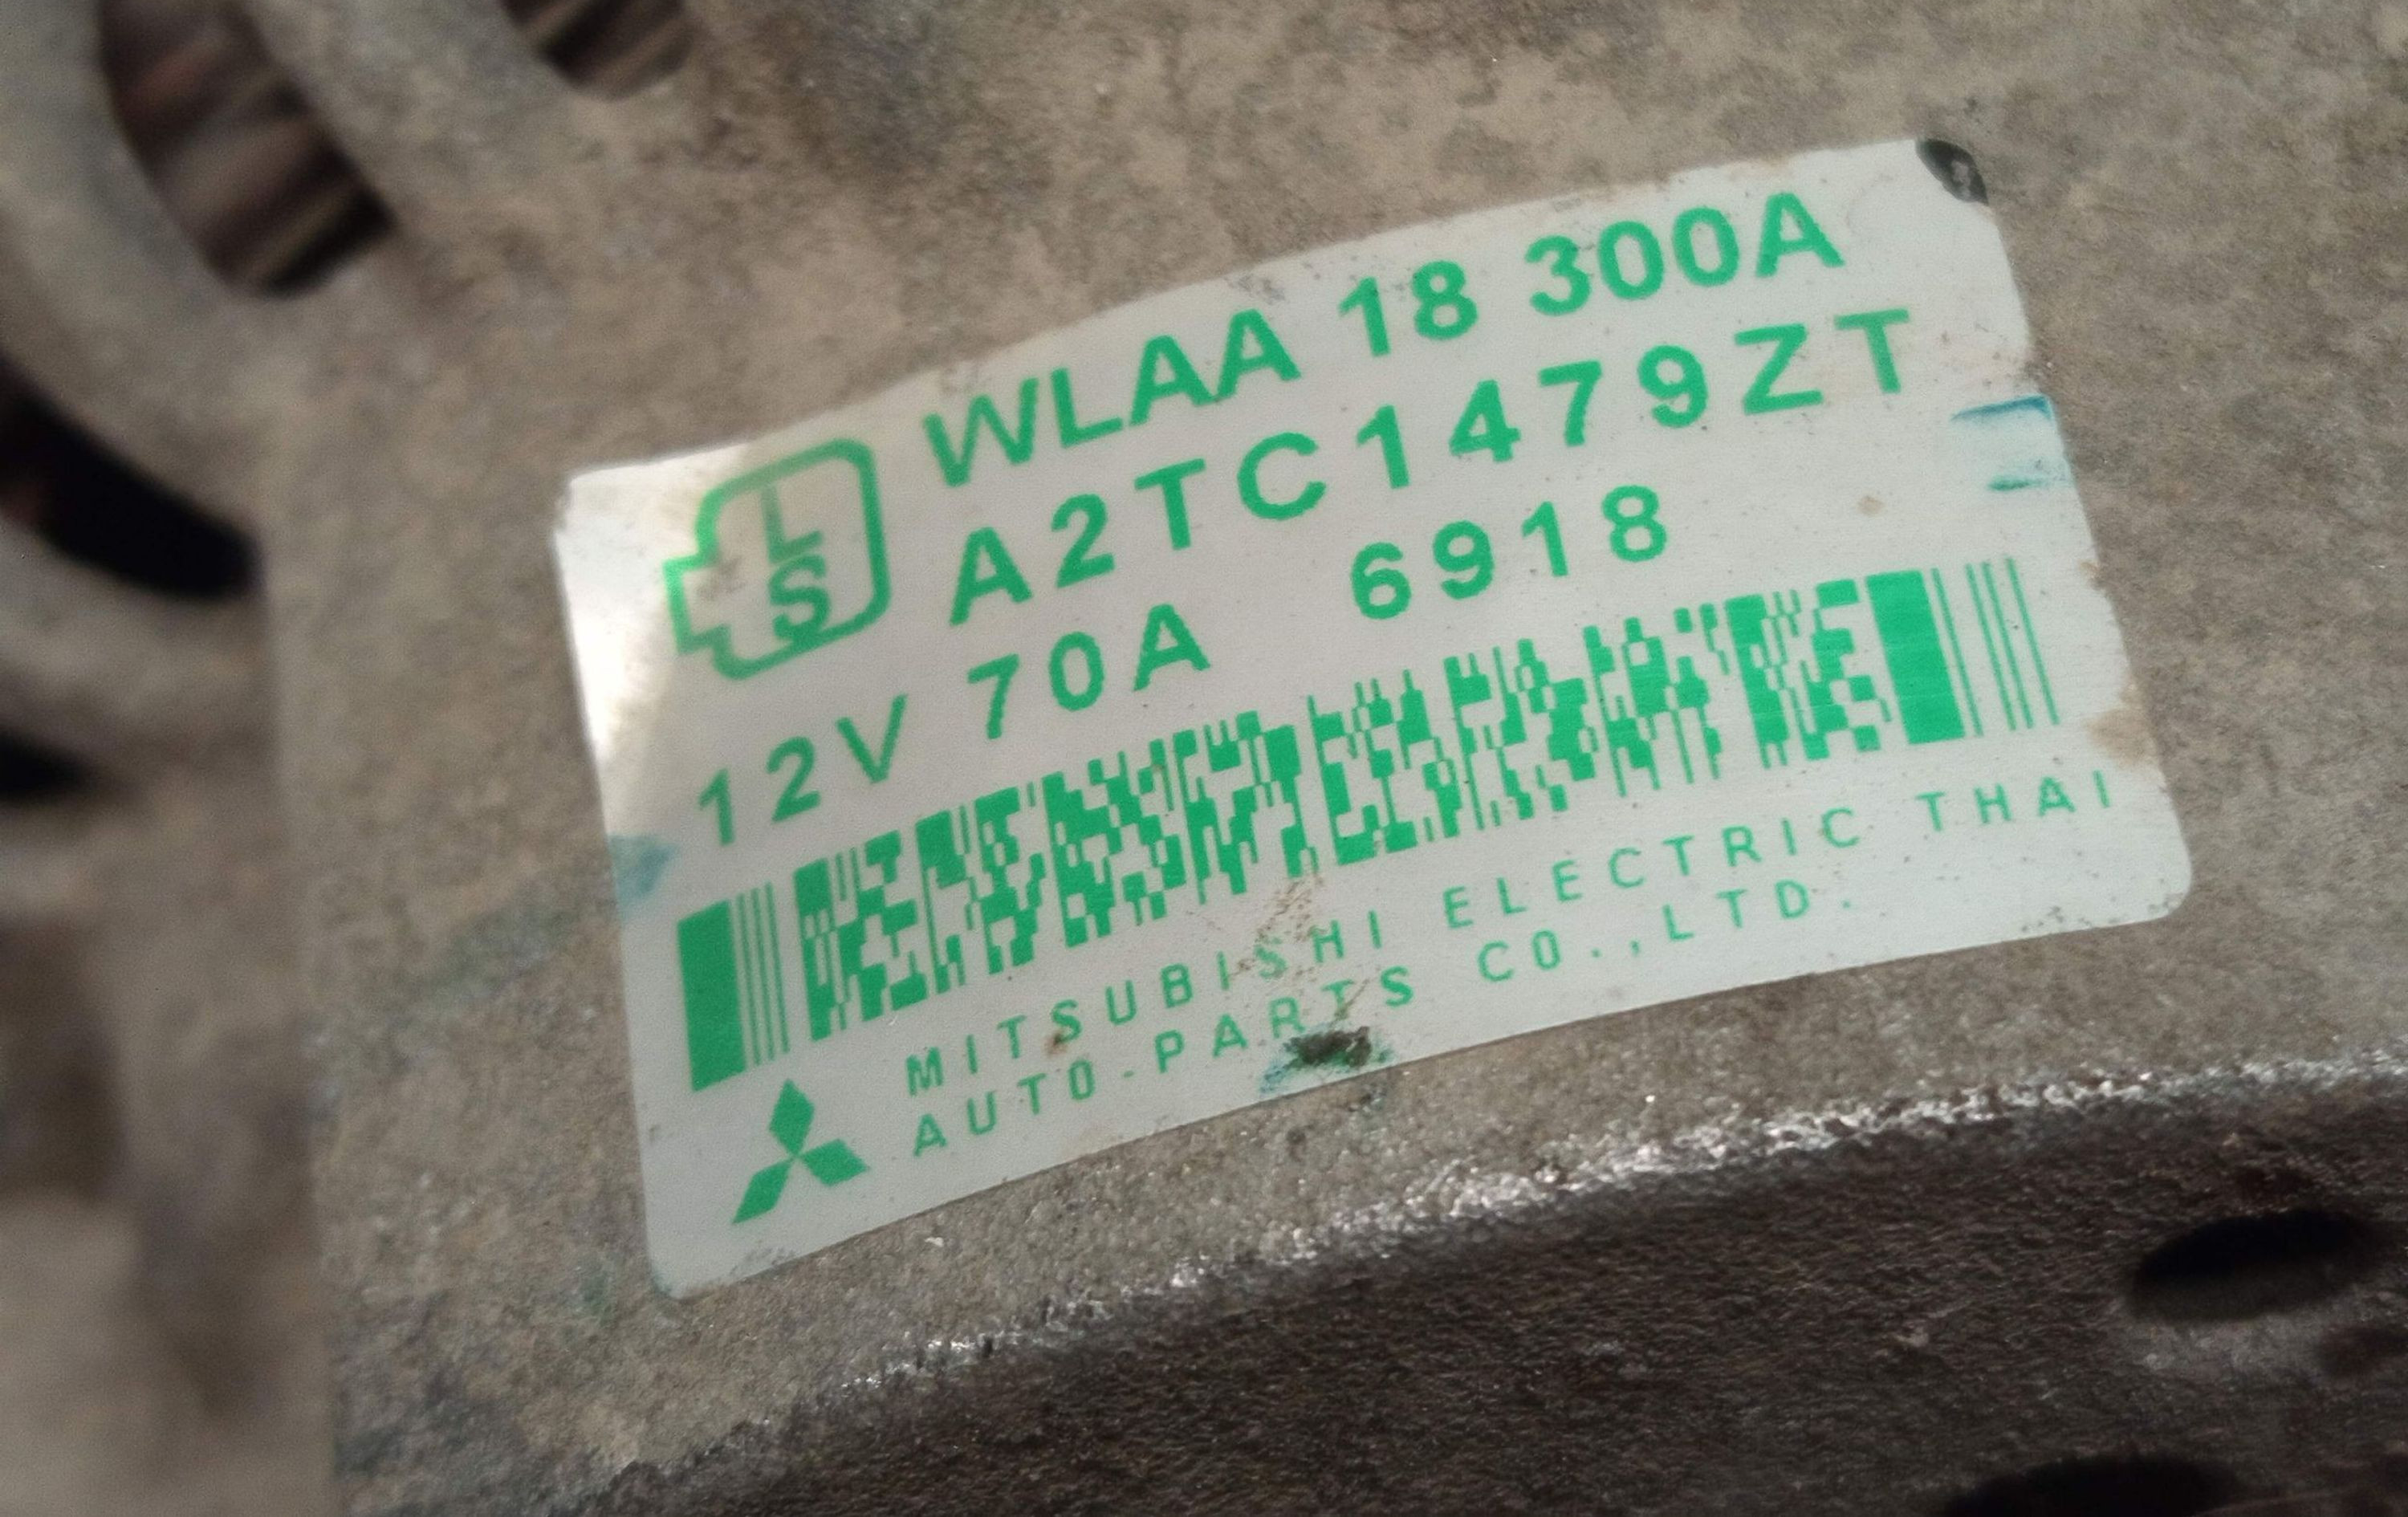 L
S
WLAA 18 300A
A2TC1479ZT
12V 70A 6918
MITSUBISHI ELECTRIC THAI
AUTO-PARTS CO.,LTD.